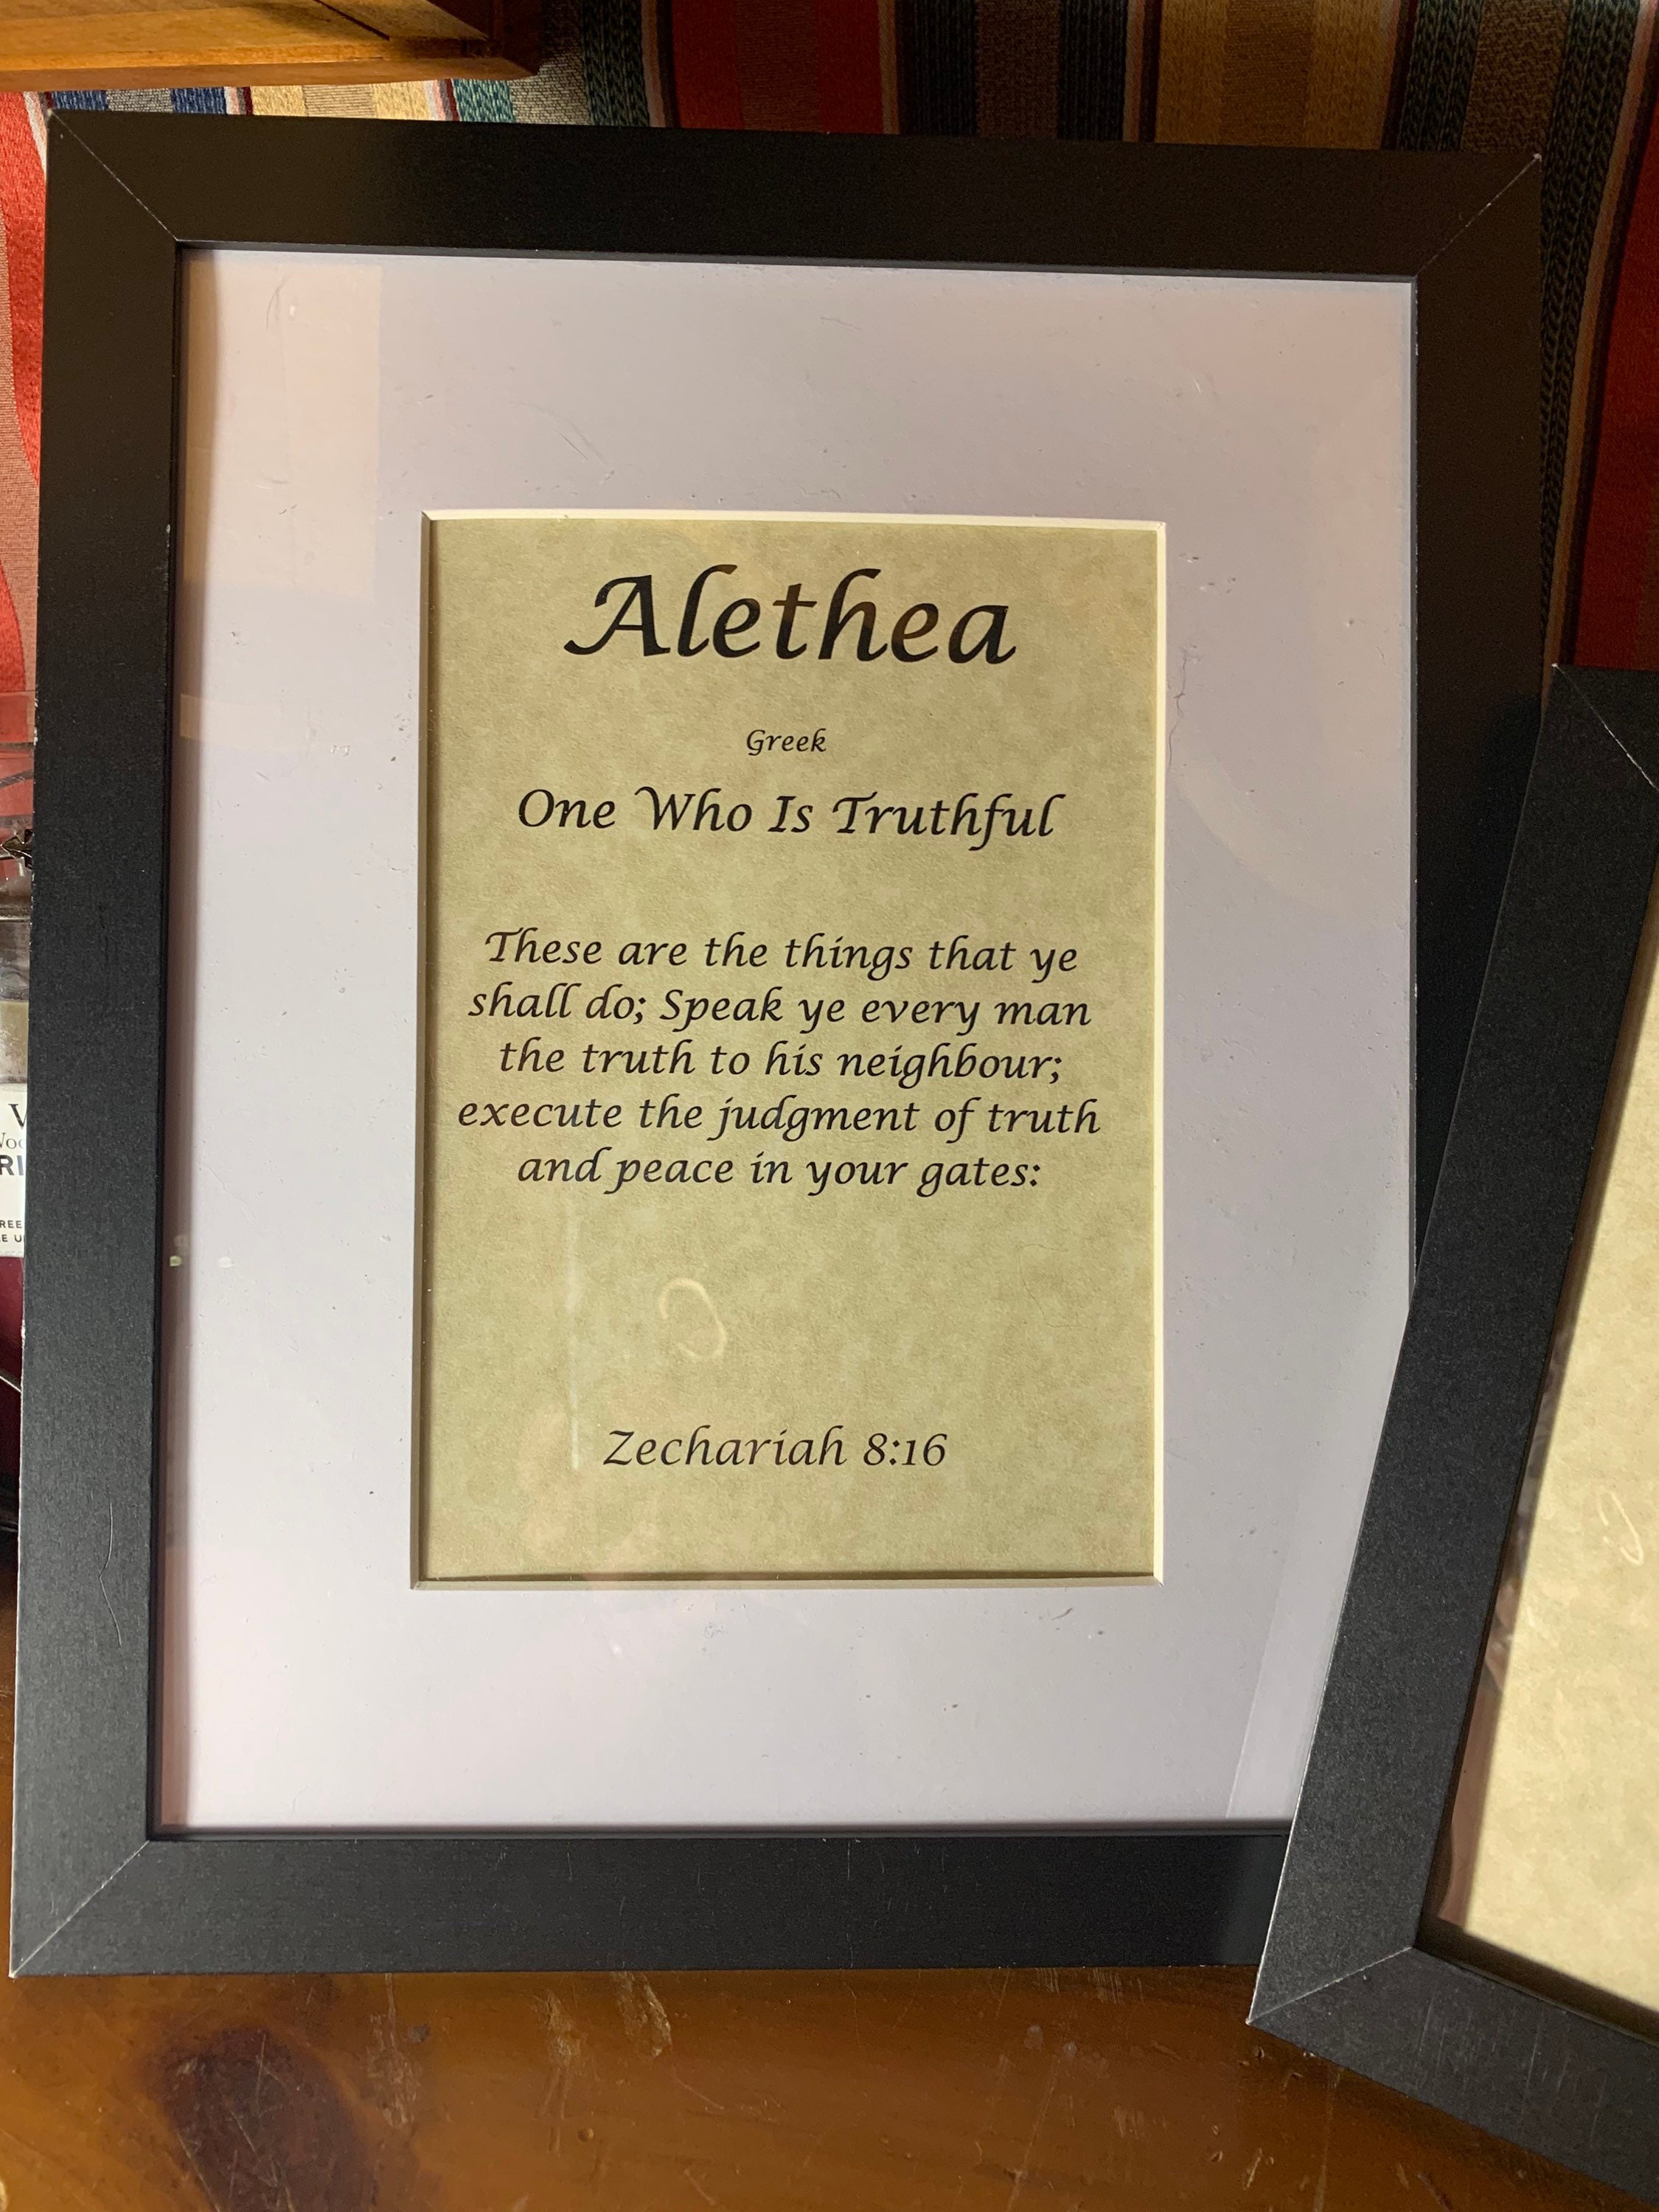 Alethea
Greek
One Who Is Truthful
These are the things that ye
shall do; Speak ye every man
the truth to his neighbour;
execute the judgment of truth
and peace in your gates:
Zechariah 8:16